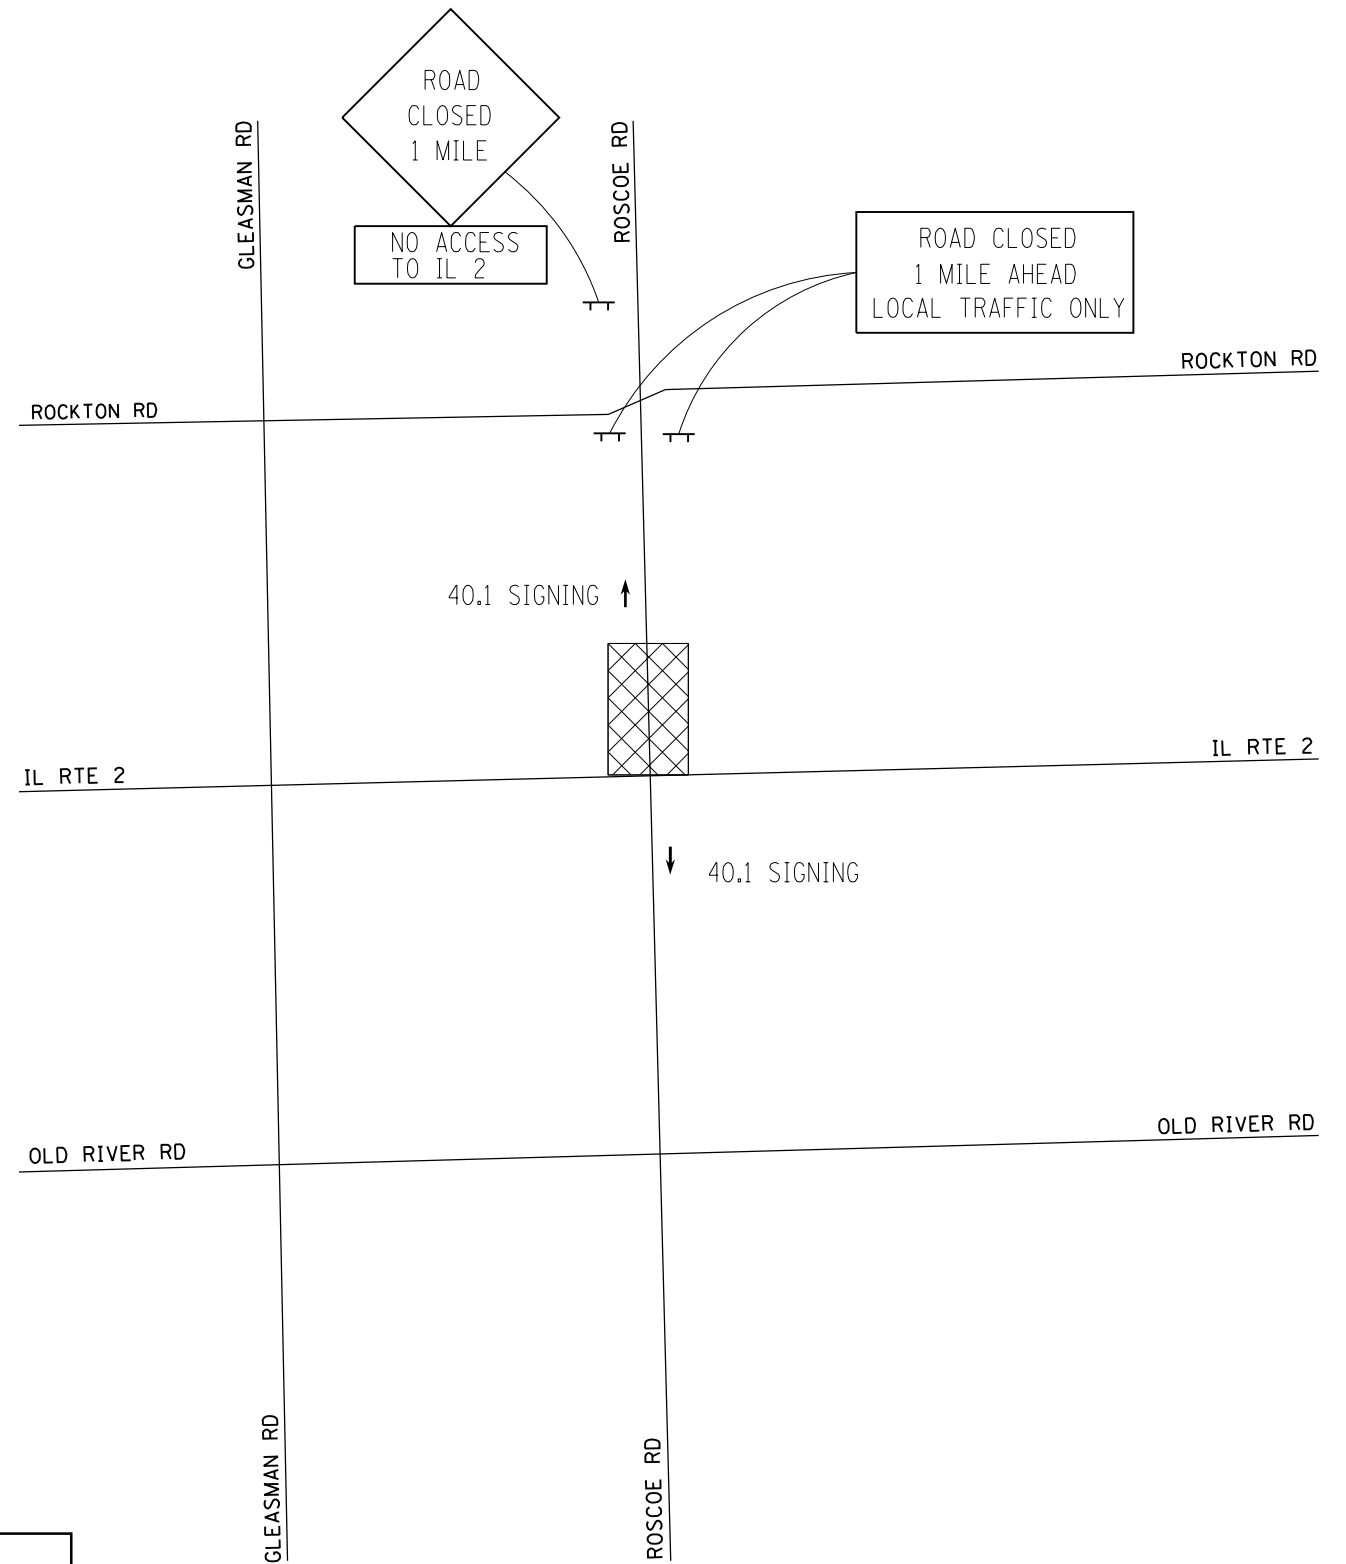 ROAD
CLOSED
1 MILE
NO ACCESS
TO IL 2
GLEASMAN RD
ROSCOE RD
ROAD CLOSED
1 MILE AHEAD
LOCAL TRAFFIC ONLY
ROCKTON RD
ROCKTON RD
40.1 SIGNING
IL RTE 2
IL RTE 2
40.1 SIGNING
OLD RIVER RD
OLD RIVER RD
GLEASMAN RD
ROSCOE RD